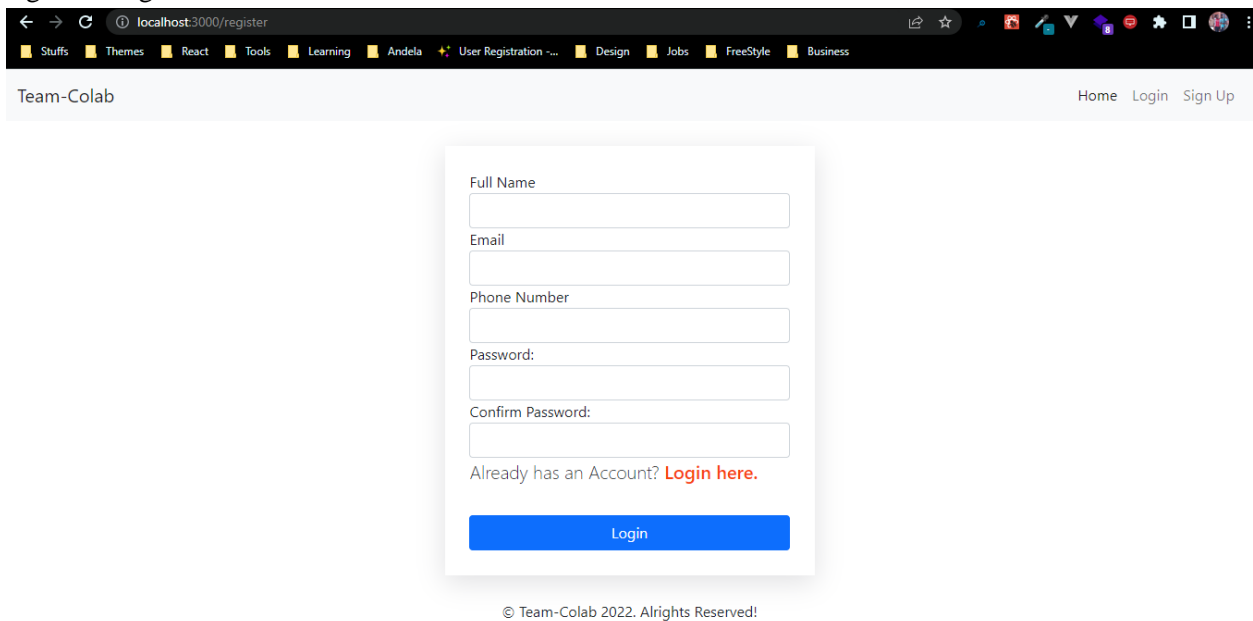 localhost:3000/register
Stuffs Themes React Tools Learning Andela User Registration -... Design Jobs FreeStyle Business
8
Team-Colab Home Login Sign Up
Full Name
Email
Phone Number
Password:
Confirm Password:
Already has an Account? Login here.
Login
© Team-Colab 2022. Alrights Reserved!